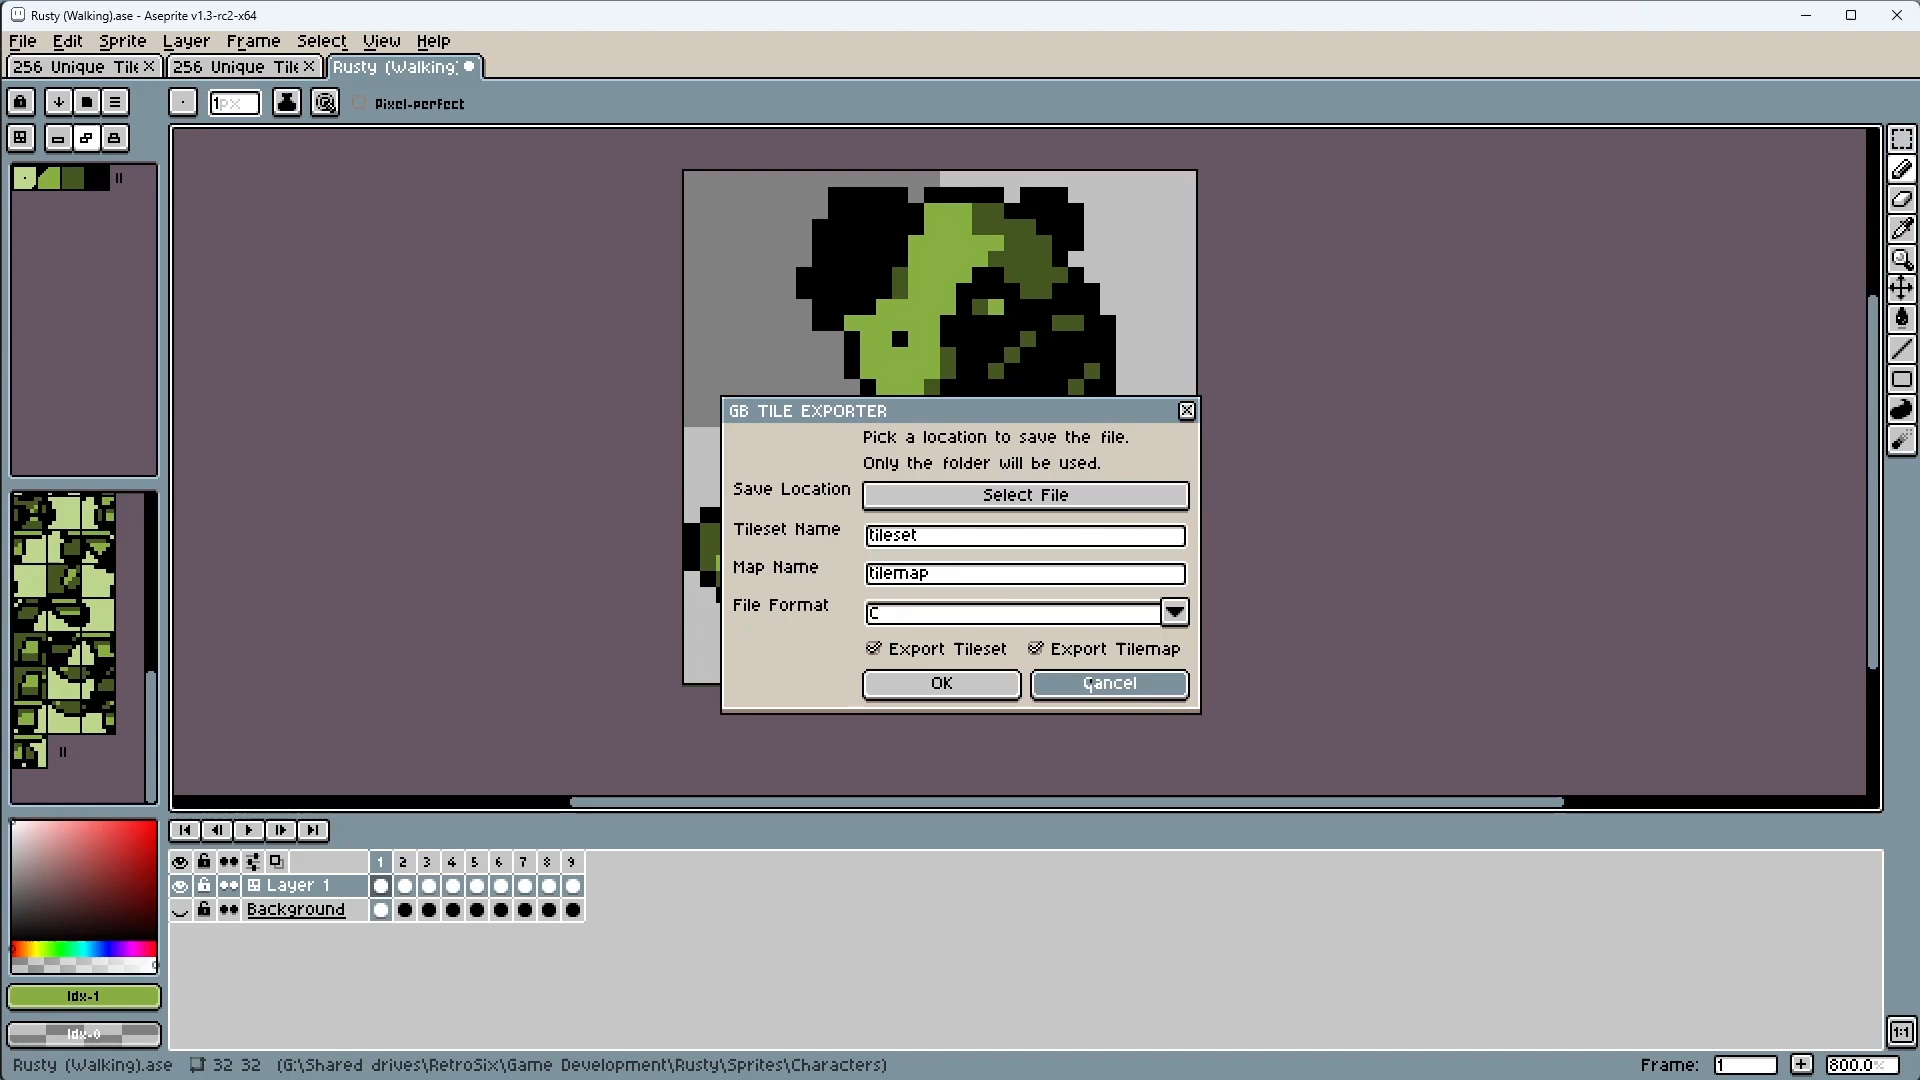 Rusty (Walking).ase - Aseprite v1.3-rc2-x64
File Edit Sprite Layer Frame Select View Help
256 Unique Tile 256 Unique Tile Rusty (Walking)
1px Pixel-perfect
GB TILE EXPORTER
Pick a location to save the file.
Only the folder will be used.
Save Location Select File
Tileset Name tileset
Map Name tilemap
File Format C
Export Tileset Export Tilemap
OK Cancel
1 2 3 4 5 6 7 8 9
Layer 1
Background
Idx-1
Idx-0
1:1
Rusty (Walking).ase 32 32 (G:\Shared drives\RetroSix\Game Development\Rusty\Sprites\Characters) Frame: 1 + 800.0%